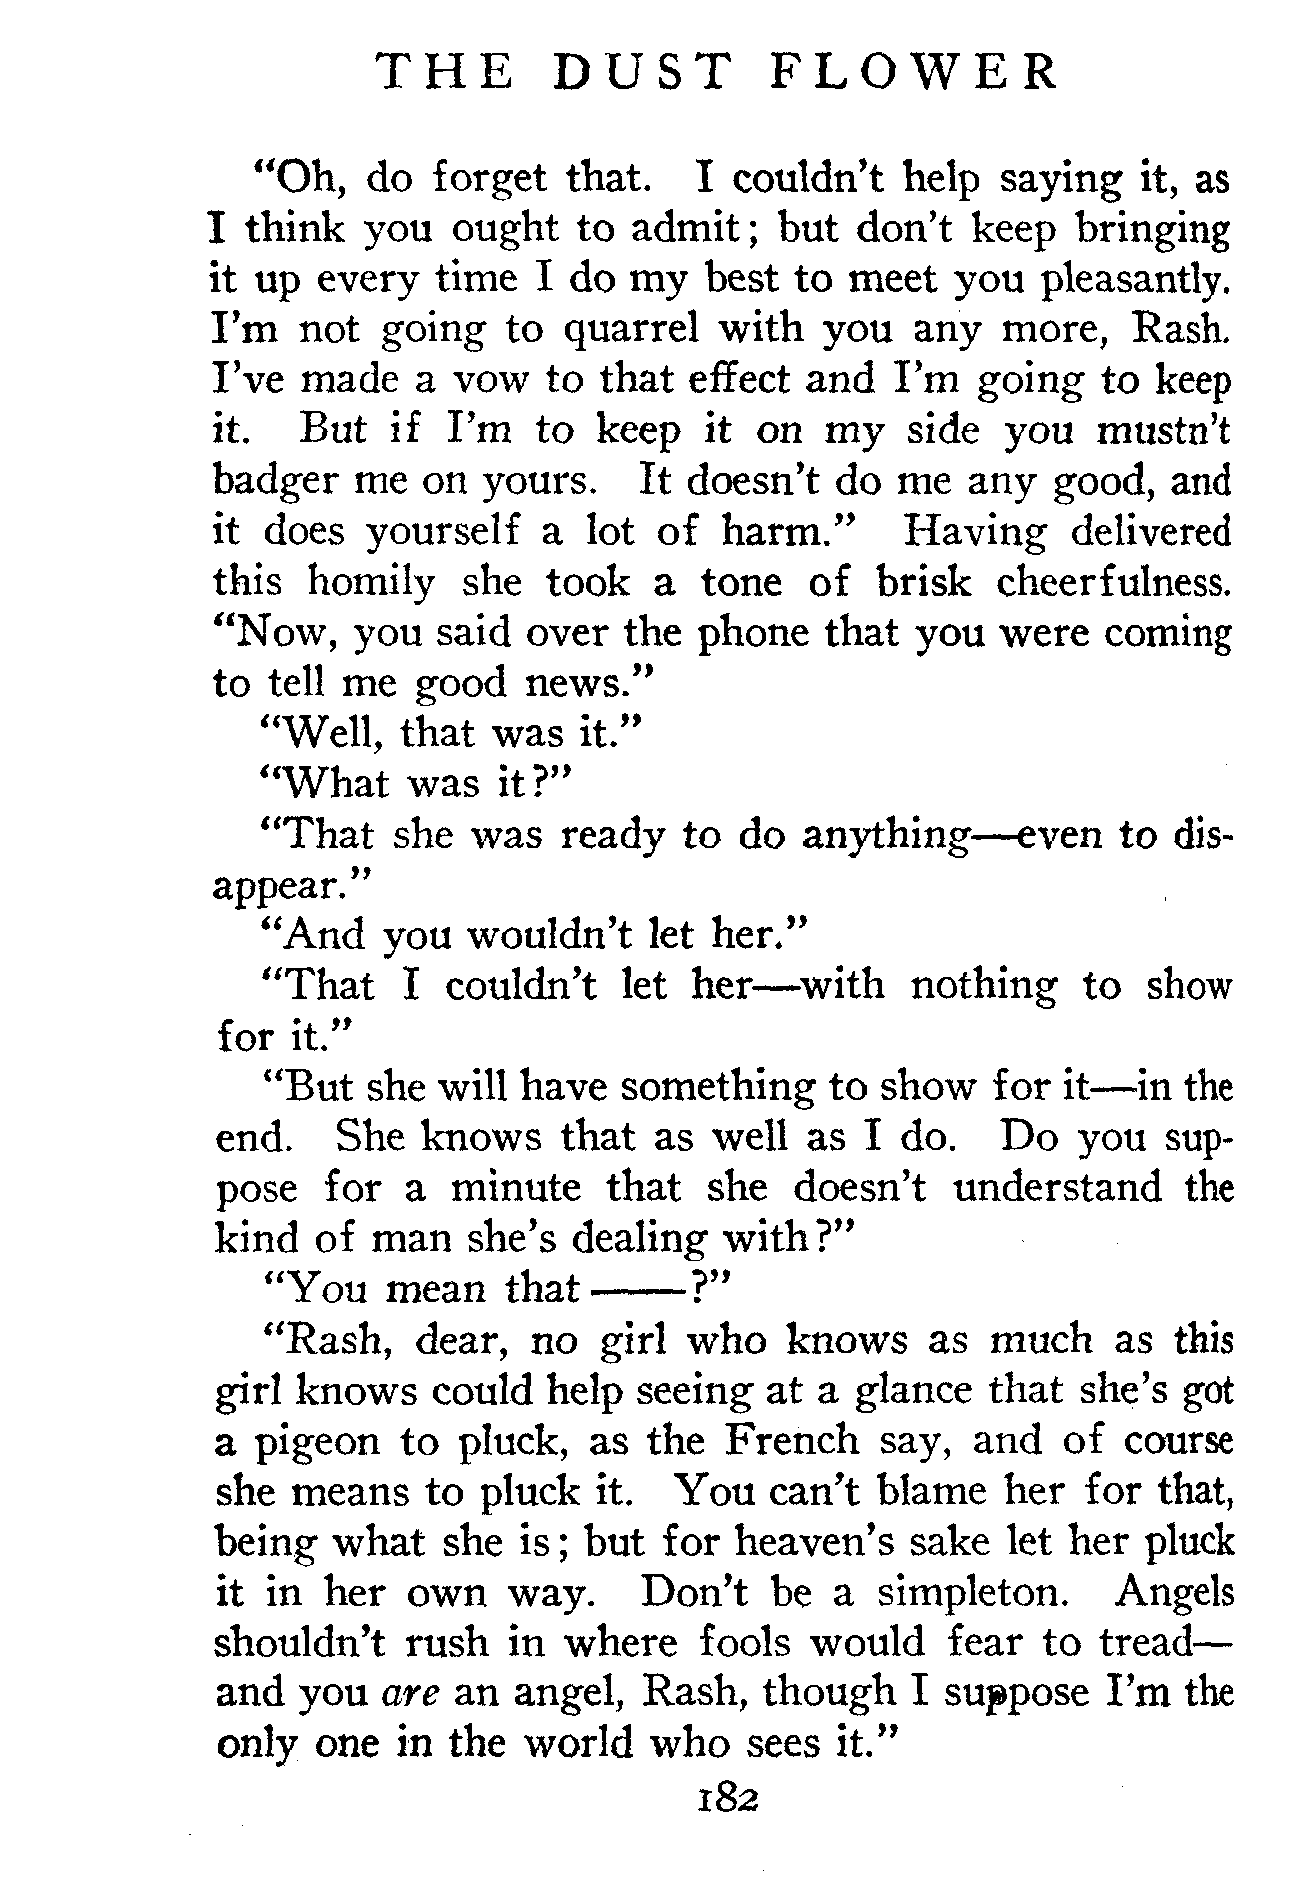 THE DUST FLOWER
“Oh, do forget that. I couldn’t help saying it, as
I think you ought to admit; but don’t keep bringing
it up every time I do my best to meet you pleasantly.
I’m not going to quarrel with you any more, Rash.
I’ve made a vow to that effect and I’m going to keep
it. But if I’m to keep it on my side you mustn’t
badger me on yours. It doesn’t do me any good, and
it does yourself a lot of harm.” Having delivered
this homily she took a tone of brisk cheerfulness.
“Now, you said over the phone that you were coming
to tell me good news.”
“Well, that was it.”
“What was it?”
“That she was ready to do anything—even to dis-
appear.”
“And you wouldn’t let her.”
“That I couldn’t let her—with nothing to show
for it.”
“But she will have something to show for it—in the
end. She knows that as well as I do. Do you sup-
pose for a minute that she doesn’t understand the
kind of man she’s dealing with?”
“You mean that ——?”
“Rash, dear, no girl who knows as much as this
girl knows could help seeing at a glance that she’s got
a pigeon to pluck, as the French say, and of course
she means to pluck it. You can’t blame her for that,
being what she is; but for heaven’s sake let her pluck
it in her own way. Don’t be a simpleton. Angels
shouldn’t rush in where fools would fear to tread—
and you are an angel, Rash, though I suppose I’m the
only one in the world who sees it.”
182